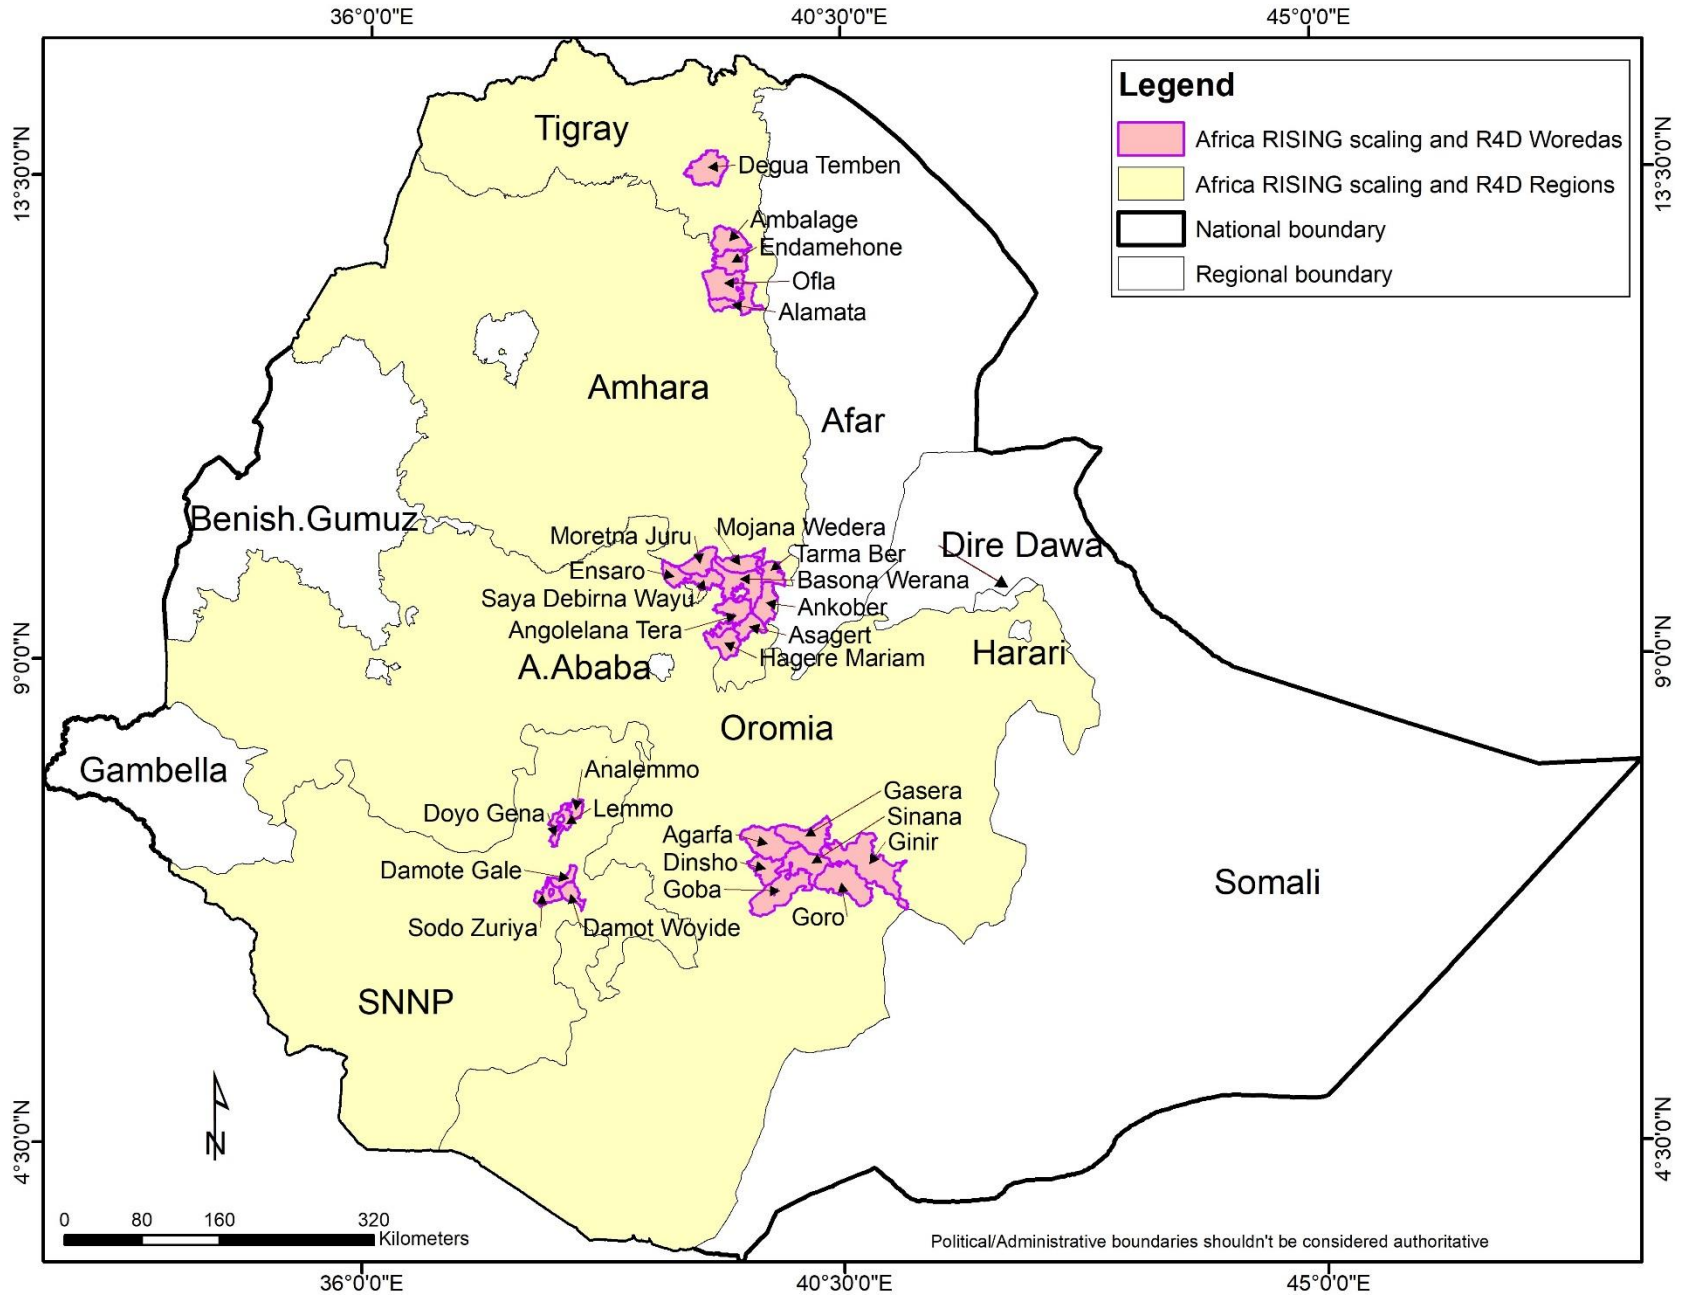 36°0'0"E
40°30'0"E
45°0'0"E
Legend
Africa RISING scaling and R4D Woredas
Africa RISING scaling and R4D Regions
National boundary
Regional boundary
13°30'0"N
13°30'0"N
Tigray
Degua Temben
Ambalage
Endamehone
Ofla
Alamata
Amhara
Afar
Benish.Gumuz
Moretna Juru
Mojana Wedera
Dire Dawa
Tarma Ber
Ensaro
Basona Werana
Saya Debirna Wayu
Ankober
Angolelana Tera
Asagert
Hagere Mariam
9°0'0"N
9°0'0"N
A.Ababa
Harari
Oromia
Gambella
Analemmo
Doyo Gena
Lemmo
Gasera
Sinana
Agarfa
Ginir
Dinsho
Damote Gale
Goba
Somali
Goro
Sodo Zuriya
Damot Woyide
SNNP
N
4°30'0"N
4°30'0"N
0 80 160 320
Kilometers
Political/Administrative boundaries shouldn't be considered authoritative
36°0'0"E
40°30'0"E
45°0'0"E